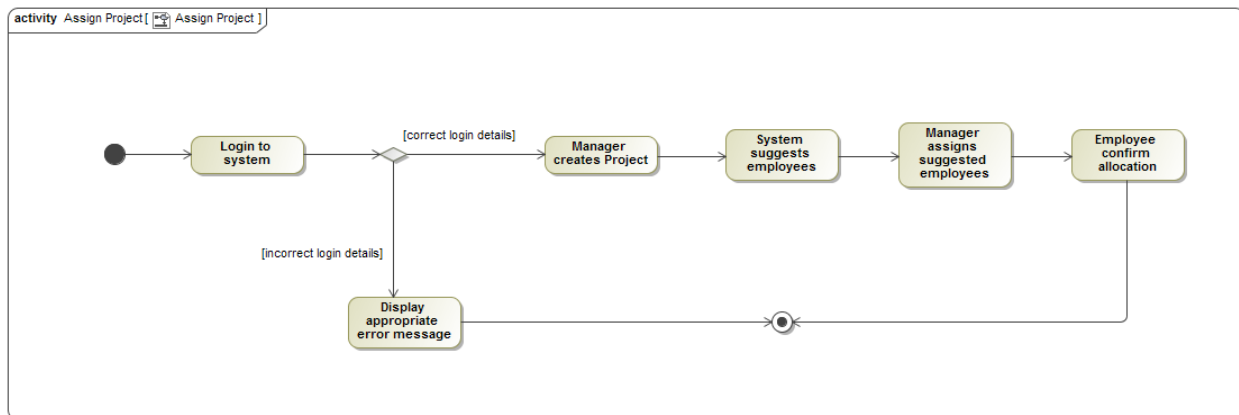 activity Assign Project [ Assign Project ]
[correct login details]
Login to
system
Manager
creates Project
System
suggests
employees
Manager
assigns
suggested
employees
Employee
confirm
allocation
[incorrect login details]
Display
appropriate
error message